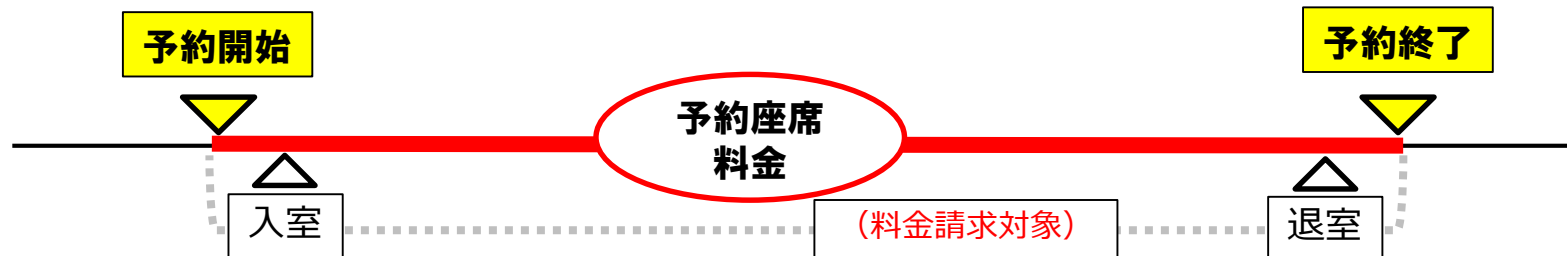 予約開始
予約終了
予約座席
料金
入室
（料金請求対象）
退室